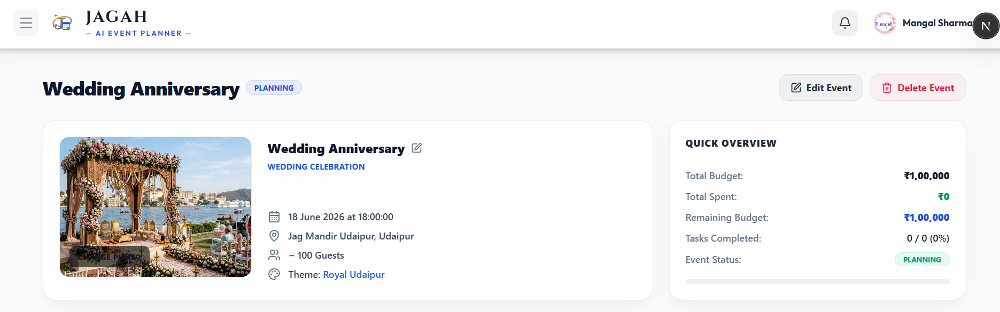 JAGAH
— AI EVENT PLANNER —
Mangal
Mangal Sharma
N
Wedding Anniversary
PLANNING
Edit Event
Delete Event
CHANGE PHOTO
Wedding Anniversary
WEDDING CELEBRATION
18 June 2026 at 18:00:00
Jag Mandir Udaipur, Udaipur
~ 100 Guests
Theme: Royal Udaipur
QUICK OVERVIEW
Total Budget: ₹1,00,000
Total Spent: ₹0
Remaining Budget: ₹1,00,000
Tasks Completed: 0 / 0 (0%)
Event Status: PLANNING